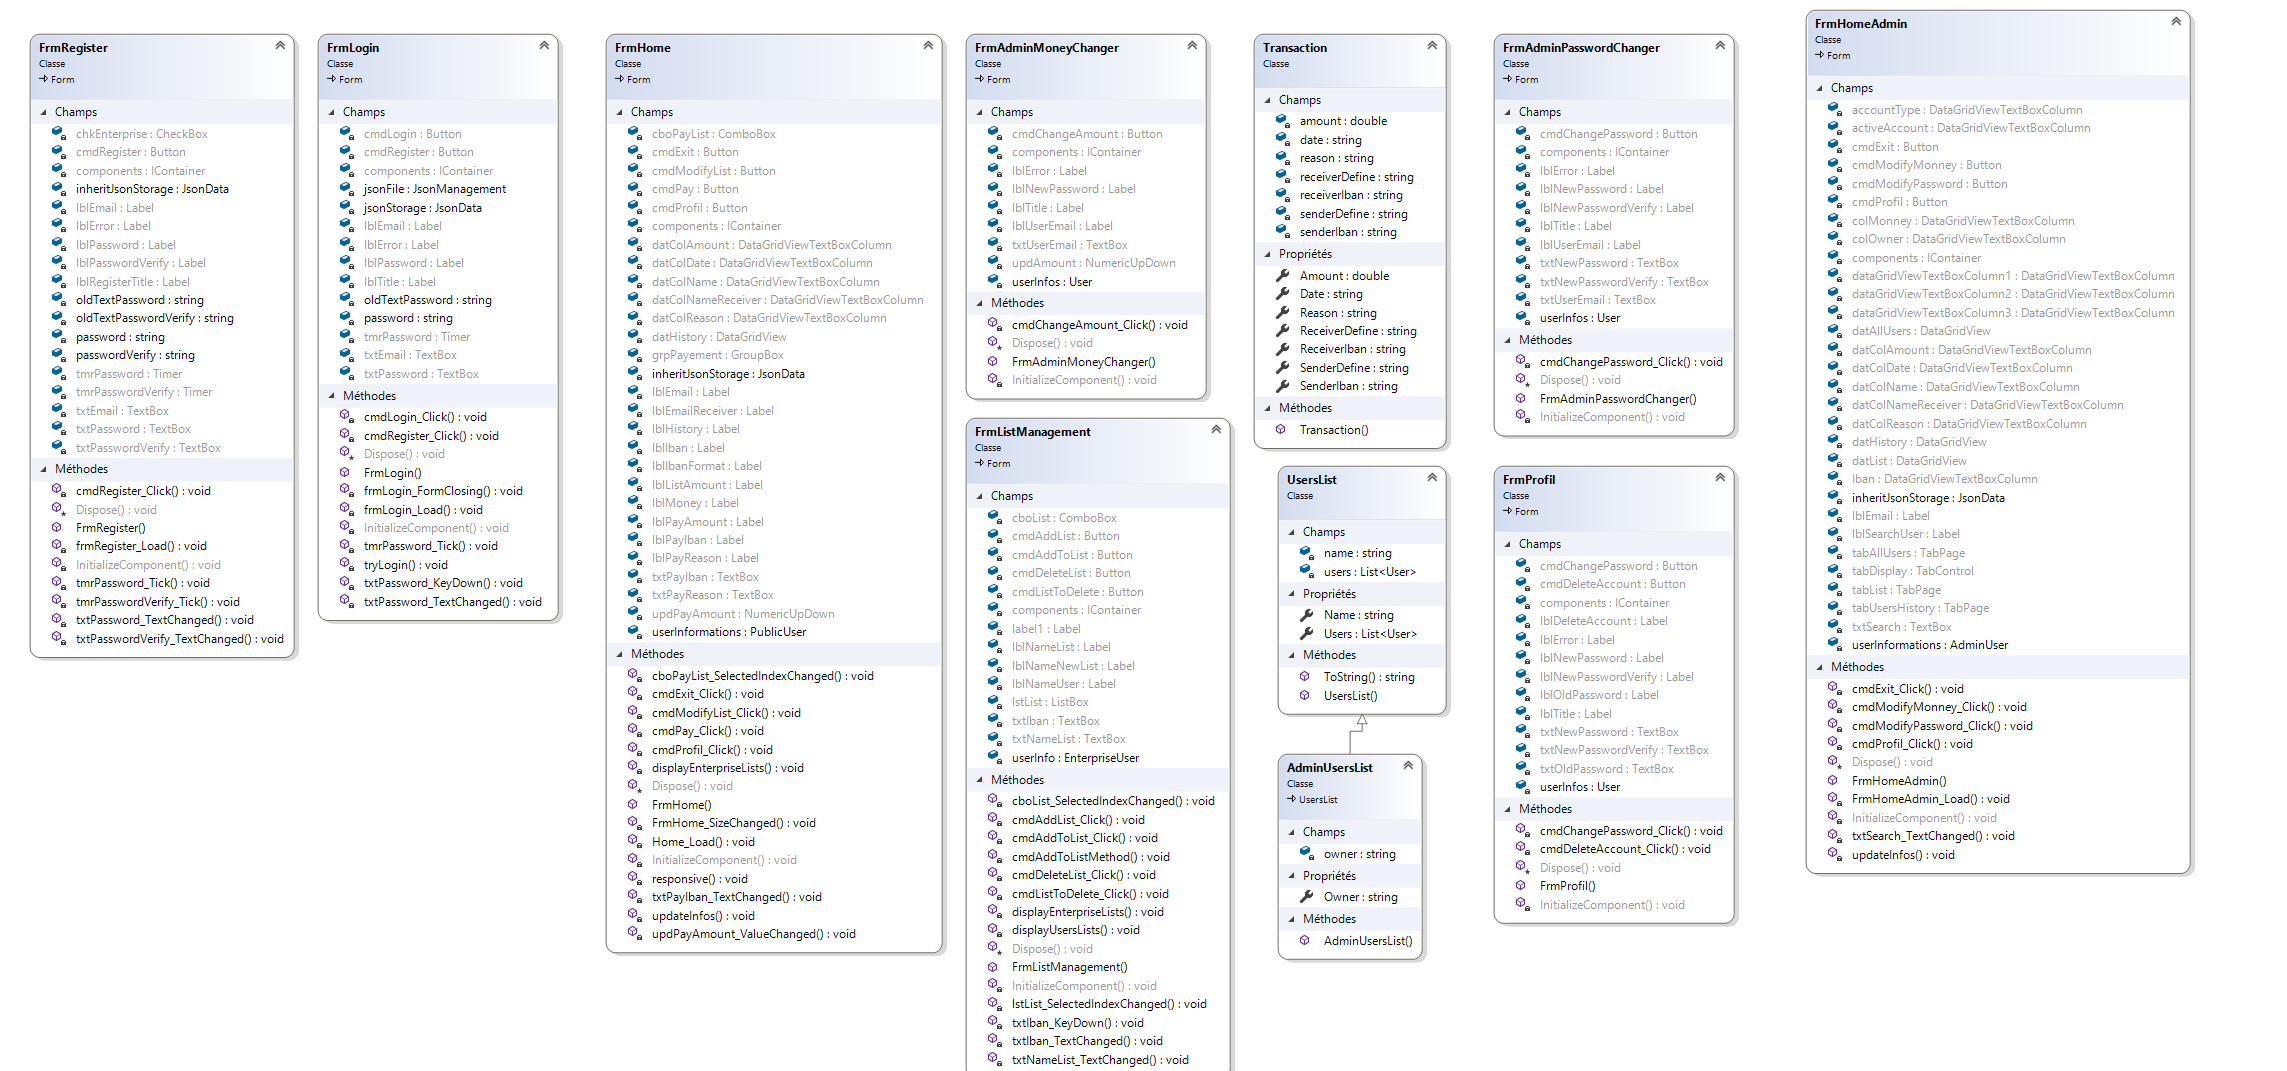 FrmRegister
Classe
Form
Champs
chkEnterprise : CheckBox
cmdRegister : Button
components : IContainer
inheritJsonStorage : JsonData
lblEmail : Label
lblError : Label
lblPassword : Label
lblPasswordVerify : Label
lblRegisterTitle : Label
oldTextPassword : string
oldTextPasswordVerify : string
password : string
passwordVerify : string
tmrPassword : Timer
tmrPasswordVerify : Timer
txtEmail : TextBox
txtPassword : TextBox
txtPasswordVerify : TextBox
Méthodes
cmdRegister_Click() : void
Dispose() : void
FrmRegister()
frmRegister_Load() : void
InitializeComponent() : void
tmrPassword_Tick() : void
tmrPasswordVerify_Tick() : void
txtPassword_TextChanged() : void
txtPasswordVerify_TextChanged() : void
FrmLogin
Classe
Form
Champs
cmdLogin : Button
cmdRegister : Button
components : IContainer
jsonFile : JsonManagement
jsonStorage : JsonData
lblEmail : Label
lblError : Label
lblPassword : Label
lblTitle : Label
oldTextPassword : string
password : string
tmrPassword : Timer
txtEmail : TextBox
txtPassword : TextBox
Méthodes
cmdLogin_Click() : void
cmdRegister_Click() : void
Dispose() : void
FrmLogin()
frmLogin_FormClosing() : void
frmLogin_Load() : void
InitializeComponent() : void
tmrPassword_Tick() : void
tryLogin() : void
txtPassword_KeyDown() : void
txtPassword_TextChanged() : void
FrmHome
Classe
Form
Champs
cboPayList : ComboBox
cmdExit : Button
cmdModifyList : Button
cmdPay : Button
cmdProfil : Button
components : IContainer
datColAmount : DataGridViewTextBoxColumn
datColDate : DataGridViewTextBoxColumn
datColName : DataGridViewTextBoxColumn
datColNameReceiver : DataGridViewTextBoxColumn
datColReason : DataGridViewTextBoxColumn
datHistory : DataGridView
grpPayement : GroupBox
inheritJsonStorage : JsonData
lblEmail : Label
lblEmailReceiver : Label
lblHistory : Label
lblIban : Label
lblIbanFormat : Label
lblListAmount : Label
lblMoney : Label
lblPayAmount : Label
lblPayIban : Label
lblPayReason : Label
txtPayIban : TextBox
txtPayReason : TextBox
updPayAmount : NumericUpDown
userInformations : PublicUser
Méthodes
cboPayList_SelectedIndexChanged() : void
cmdExit_Click() : void
cmdModifyList_Click() : void
cmdPay_Click() : void
cmdProfil_Click() : void
displayEnterpriseLists() : void
Dispose() : void
FrmHome()
FrmHome_SizeChanged() : void
Home_Load() : void
InitializeComponent() : void
responsive() : void
txtPayIban_TextChanged() : void
updateInfos() : void
updPayAmount_ValueChanged() : void
FrmAdminMoneyChanger
Classe
Form
Champs
cmdChangeAmount : Button
components : IContainer
lblError : Label
lblNewPassword : Label
lblTitle : Label
lblUserEmail : Label
txtUserEmail : TextBox
updAmount : NumericUpDown
userInfos : User
Méthodes
cmdChangeAmount_Click() : void
Dispose() : void
FrmAdminMoneyChanger()
InitializeComponent() : void
FrmListManagement
Classe
Form
Champs
cboList : ComboBox
cmdAddList : Button
cmdAddToList : Button
cmdDeleteList : Button
cmdListToDelete : Button
components : IContainer
label1 : Label
lblNameList : Label
lblNameNewList : Label
lblNameUser : Label
lstList : ListBox
txtIban : TextBox
txtNameList : TextBox
userInfo : EnterpriseUser
Méthodes
cboList_SelectedIndexChanged() : void
cmdAddList_Click() : void
cmdAddToList_Click() : void
cmdAddToListMethod() : void
cmdDeleteList_Click() : void
cmdListToDelete_Click() : void
displayEnterpriseLists() : void
displayUsersLists() : void
Dispose() : void
FrmListManagement()
InitializeComponent() : void
lstList_SelectedIndexChanged() : void
txtIban_KeyDown() : void
txtIban_TextChanged() : void
txtNameList_TextChanged() : void
Transaction
Classe
Champs
amount : double
date : string
reason : string
receiverDefine : string
receiverIban : string
senderDefine : string
senderIban : string
Propriétés
Amount : double
Date : string
Reason : string
ReceiverDefine : string
ReceiverIban : string
SenderDefine : string
SenderIban : string
Méthodes
Transaction()
UsersList
Classe
Champs
name : string
users : List<User>
Propriétés
Name : string
Users : List<User>
Méthodes
ToString() : string
UsersList()
AdminUsersList
Classe
UsersList
Champs
owner : string
Propriétés
Owner : string
Méthodes
AdminUsersList()
FrmAdminPasswordChanger
Classe
Form
Champs
cmdChangePassword : Button
components : IContainer
lblError : Label
lblNewPassword : Label
lblNewPasswordVerify : Label
lblTitle : Label
lblUserEmail : Label
txtNewPassword : TextBox
txtNewPasswordVerify : TextBox
txtUserEmail : TextBox
userInfos : User
Méthodes
cmdChangePassword_Click() : void
Dispose() : void
FrmAdminPasswordChanger()
InitializeComponent() : void
FrmProfil
Classe
Form
Champs
cmdChangePassword : Button
cmdDeleteAccount : Button
components : IContainer
lblDeleteAccount : Label
lblError : Label
lblNewPassword : Label
lblNewPasswordVerify : Label
lblOldPassword : Label
lblTitle : Label
txtNewPassword : TextBox
txtNewPasswordVerify : TextBox
txtOldPassword : TextBox
userInfos : User
Méthodes
cmdChangePassword_Click() : void
cmdDeleteAccount_Click() : void
Dispose() : void
FrmProfil()
InitializeComponent() : void
FrmHomeAdmin
Classe
Form
Champs
accountType : DataGridViewTextBoxColumn
activeAccount : DataGridViewTextBoxColumn
cmdExit : Button
cmdModifyMonney : Button
cmdModifyPassword : Button
cmdProfil : Button
colMonney : DataGridViewTextBoxColumn
colOwner : DataGridViewTextBoxColumn
components : IContainer
dataGridViewTextBoxColumn1 : DataGridViewTextBoxColumn
dataGridViewTextBoxColumn2 : DataGridViewTextBoxColumn
dataGridViewTextBoxColumn3 : DataGridViewTextBoxColumn
datAllUsers : DataGridView
datColAmount : DataGridViewTextBoxColumn
datColDate : DataGridViewTextBoxColumn
datColName : DataGridViewTextBoxColumn
datColNameReceiver : DataGridViewTextBoxColumn
datColReason : DataGridViewTextBoxColumn
datHistory : DataGridView
datList : DataGridView
Iban : DataGridViewTextBoxColumn
inheritJsonStorage : JsonData
lblEmail : Label
lblSearchUser : Label
tabAllUsers : TabPage
tabDisplay : TabControl
tabList : TabPage
tabUsersHistory : TabPage
txtSearch : TextBox
userInformations : AdminUser
Méthodes
cmdExit_Click() : void
cmdModifyMonney_Click() : void
cmdModifyPassword_Click() : void
cmdProfil_Click() : void
Dispose() : void
FrmHomeAdmin()
FrmHomeAdmin_Load() : void
InitializeComponent() : void
txtSearch_TextChanged() : void
updateInfos() : void